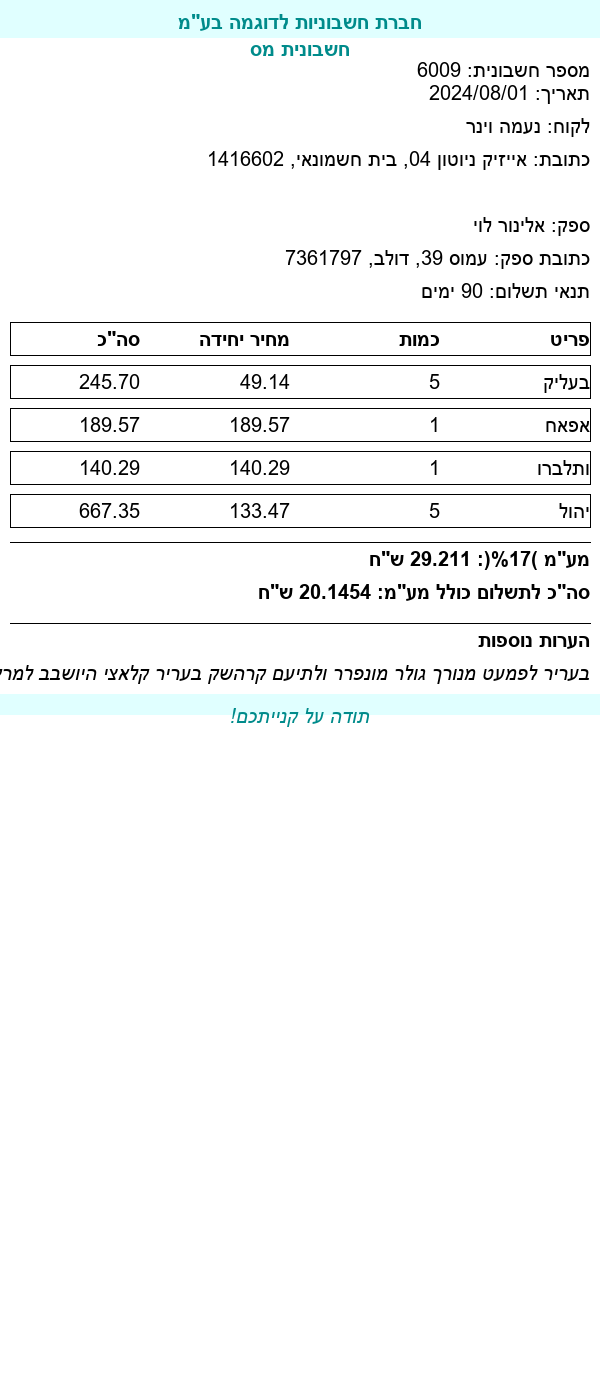 חברת חשבוניות לדוגמה בע"מ
חשבונית מס
מספר חשבונית: 6009
תאריך: 2024/08/01
לקוח: נעמה וינר
כתובת: אייזיק ניוטון 04, בית חשמונאי, 1416602
ספק: אלינור לוי
כתובת ספק: עמוס 39, דולב, 7361797
תנאי תשלום: 90 ימים
פריט כמות מחיר יחידה סה"כ
בעליק 5 49.14 245.70
אפאח 1 189.57 189.57
ותלברו 1 140.29 140.29
יהול 5 133.47 667.35
מע"מ )17%(: 29.211 ש"ח
סה"כ לתשלום כולל מע"מ: 20.1454 ש"ח
הערות נוספות
בעריר לפמעט מנורך גולר מונפרר ולתיעם קרהשק בעריר קלאצי היושבב למר
תודה על קנייתכם!